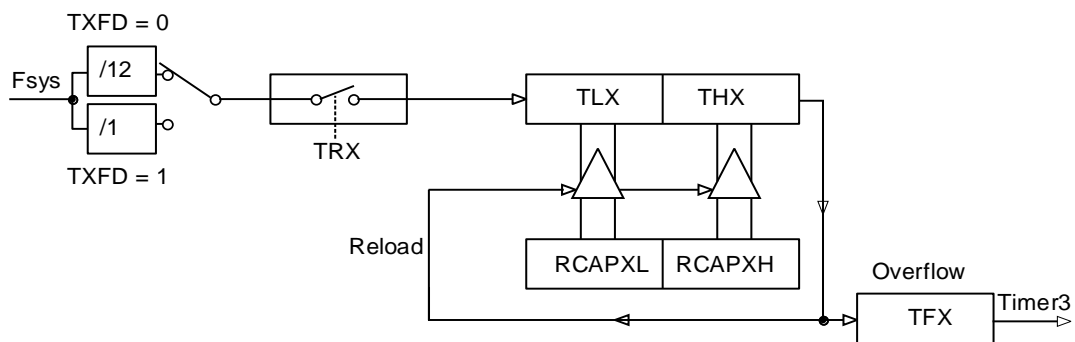 TXFD = 0
/12
Fsys
/1
TXFD = 1
TRX
TLX
THX
Reload
RCAPXL
RCAPXH
Overflow
TFX
Timer3